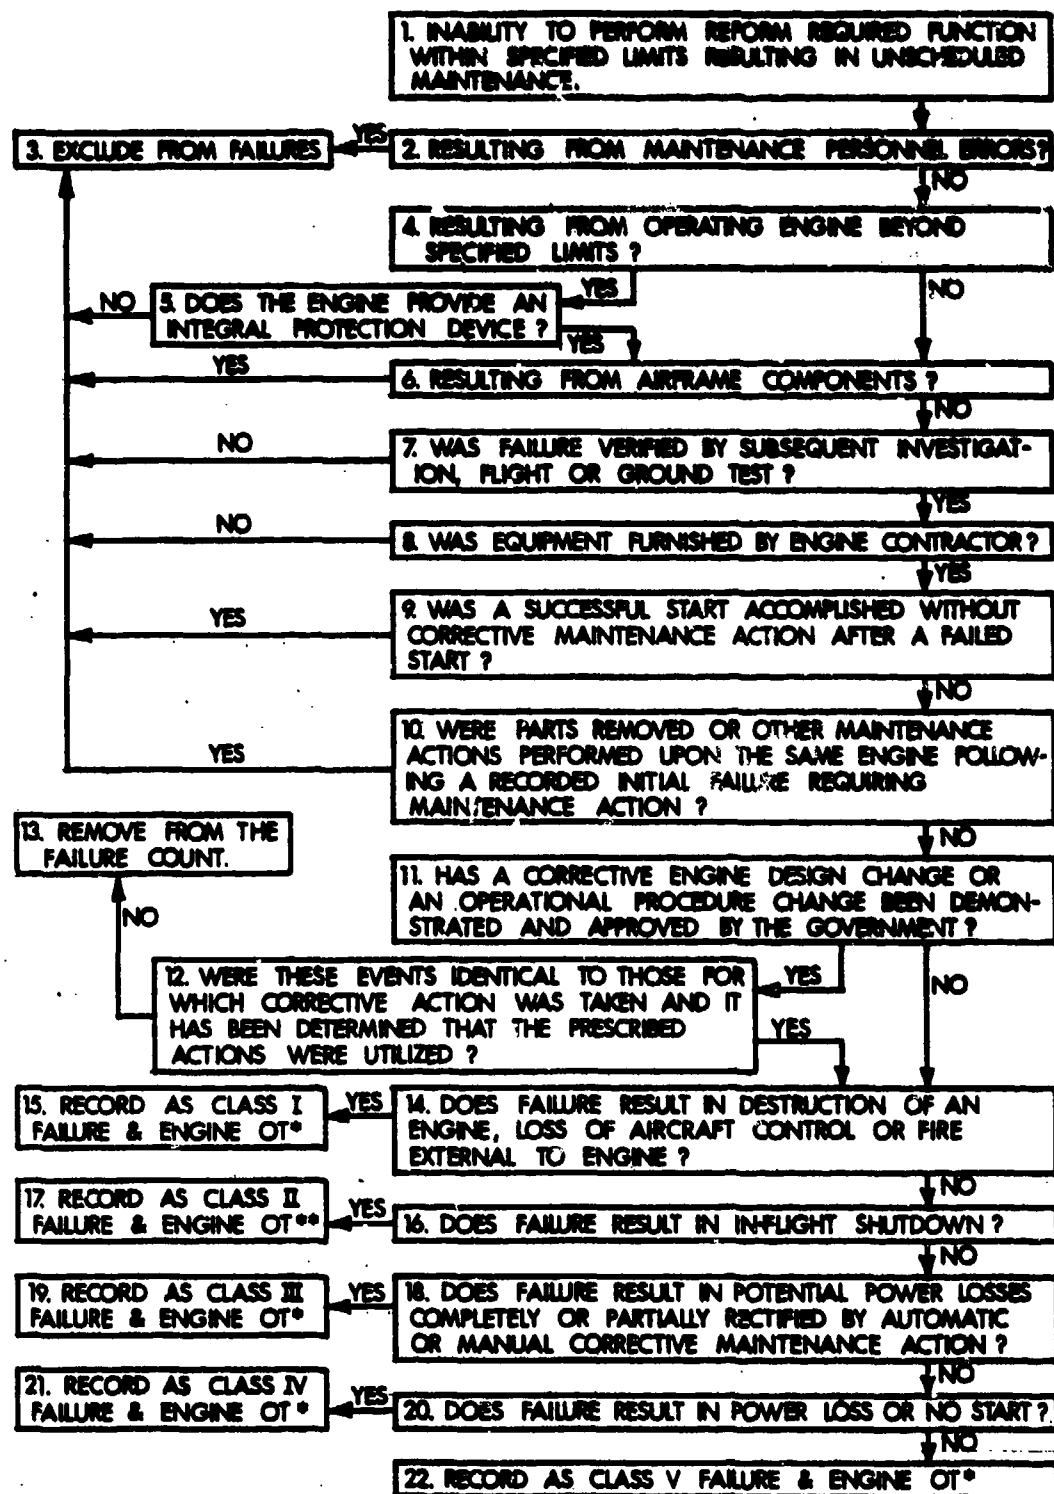 1. INABILITY TO PERFORM REFORM REQUIRED FUNCTION
WITHIN SPECIFIED LIMITS RESULTING IN UNSCHEDULED
MAINTENANCE.
3. EXCLUDE FROM FAILURES
YES
2. RESULTING FROM MAINTENANCE PERSONNEL ERRORS?
NO
4. RESULTING FROM OPERATING ENGINE BEYOND
SPECIFIED LIMITS ?
YES
NO
NO
5. DOES THE ENGINE PROVIDE AN
INTEGRAL PROTECTION DEVICE ?
YES
YES
6. RESULTING FROM AIRFRAME COMPONENTS ?
NO
NO
7. WAS FAILURE VERIFIED BY SUBSEQUENT INVESTIGAT-
ION, FLIGHT OR GROUND TEST ?
YES
NO
8. WAS EQUIPMENT FURNISHED BY ENGINE CONTRACTOR ?
YES
YES
9. WAS A SUCCESSFUL START ACCOMPLISHED WITHOUT
CORRECTIVE MAINTENANCE ACTION AFTER A FAILED
START ?
NO
YES
10. WERE PARTS REMOVED OR OTHER MAINTENANCE
ACTIONS PERFORMED UPON THE SAME ENGINE FOLLOW-
ING A RECORDED INITIAL FAILURE REQUIRING
MAINTENANCE ACTION ?
NO
13. REMOVE FROM THE
FAILURE COUNT.
NO
11. HAS A CORRECTIVE ENGINE DESIGN CHANGE OR
AN OPERATIONAL PROCEDURE CHANGE BEEN DEMON-
STRATED AND APPROVED BY THE GOVERNMENT ?
YES
NO
12. WERE THESE EVENTS IDENTICAL TO THOSE FOR
WHICH CORRECTIVE ACTION WAS TAKEN AND IT
HAS BEEN DETERMINED THAT THE PRESCRIBED
ACTIONS WERE UTILIZED ?
YES
15. RECORD AS CLASS I
FAILURE & ENGINE OT*
YES
14. DOES FAILURE RESULT IN DESTRUCTION OF AN
ENGINE, LOSS OF AIRCRAFT CONTROL OR FIRE
EXTERNAL TO ENGINE ?
NO
17. RECORD AS CLASS II
FAILURE & ENGINE OT**
YES
16. DOES FAILURE RESULT IN IN-FLIGHT SHUTDOWN ?
NO
19. RECORD AS CLASS III
FAILURE & ENGINE OT*
YES
18. DOES FAILURE RESULT IN POTENTIAL POWER LOSSES
COMPLETELY OR PARTIALLY RECTIFIED BY AUTOMATIC
OR MANUAL CORRECTIVE MAINTENANCE ACTION ?
NO
21. RECORD AS CLASS IV
FAILURE & ENGINE OT*
YES
20. DOES FAILURE RESULT IN POWER LOSS OR NO START ?
NO
22. RECORD AS CLASS V FAILURE & ENGINE OT*